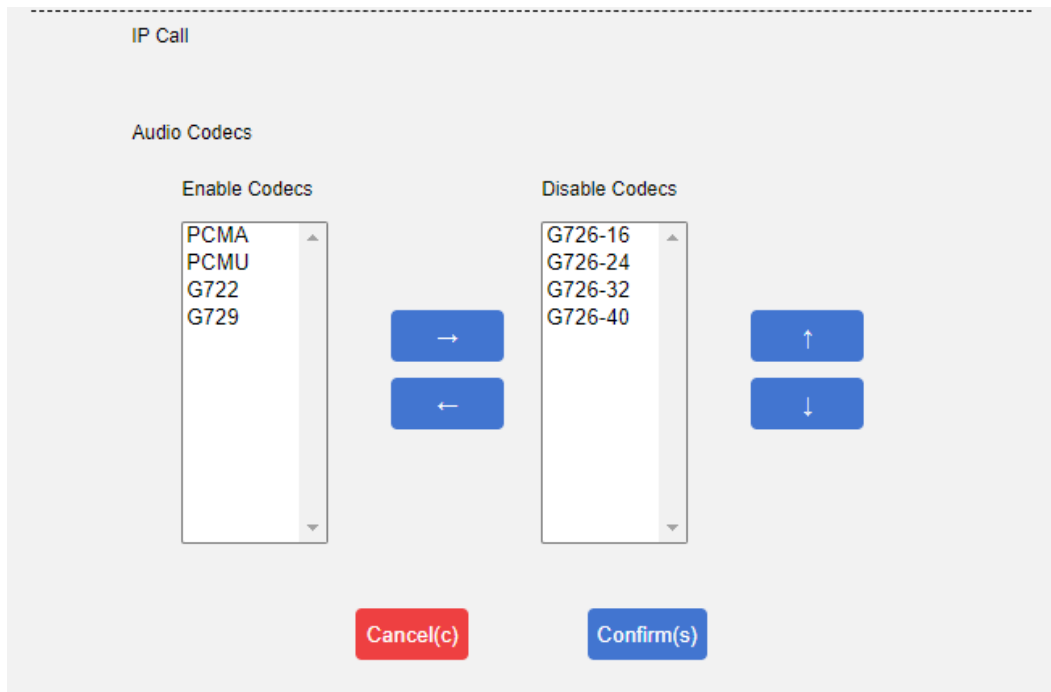 IP Call
Audio Codecs
Enable Codecs
Disable Codecs
PCMA
PCMU
G722
G729
→
←
G726-16
G726-24
G726-32
G726-40
↑
↓
Cancel(c)
Confirm(s)